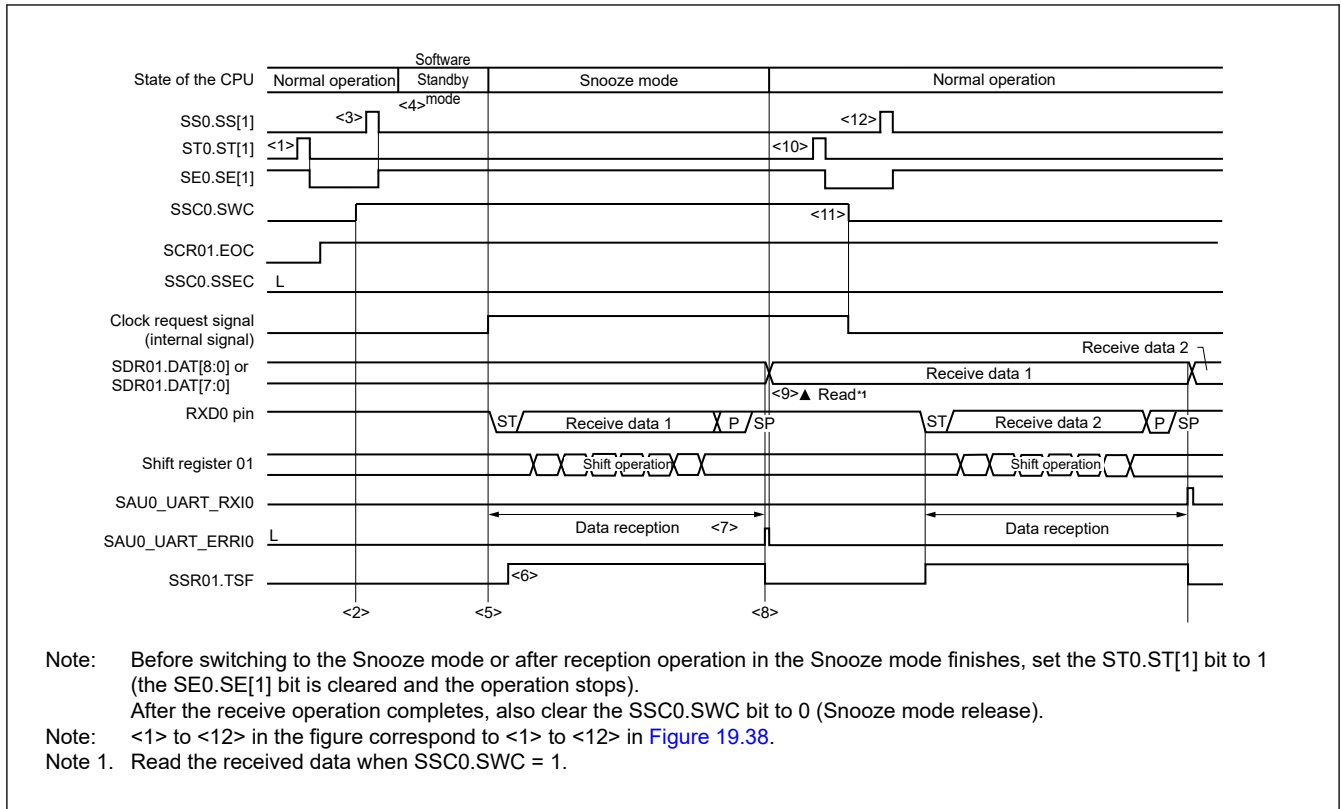 Software
State of the CPU Normal operation Standby Snooze mode Normal operation
<4> mode
SS0.SS[1] <3> <12>
ST0.ST[1] <1> <10>
SE0.SE[1]
SSC0.SWC <11>
SCR01.EOC
SSC0.SSEC L
Clock request signal
(internal signal)
Receive data 2
SDR01.DAT[8:0] or
SDR01.DAT[7:0] Receive data 1
<9>▲ Read*1
RXD0 pin ST Receive data 1 P SP ST Receive data 2 P SP
Shift register 01 Shift operation Shift operation
SAU0_UART_RXI0
Data reception <7> Data reception
SAU0_UART_ERRI0 L
SSR01.TSF <6>
<2> <5> <8>
Note: Before switching to the Snooze mode or after reception operation in the Snooze mode finishes, set the ST0.ST[1] bit to 1
(the SE0.SE[1] bit is cleared and the operation stops).
After the receive operation completes, also clear the SSC0.SWC bit to 0 (Snooze mode release).
Note: <1> to <12> in the figure correspond to <1> to <12> in Figure 19.38.
Note 1. Read the received data when SSC0.SWC = 1.